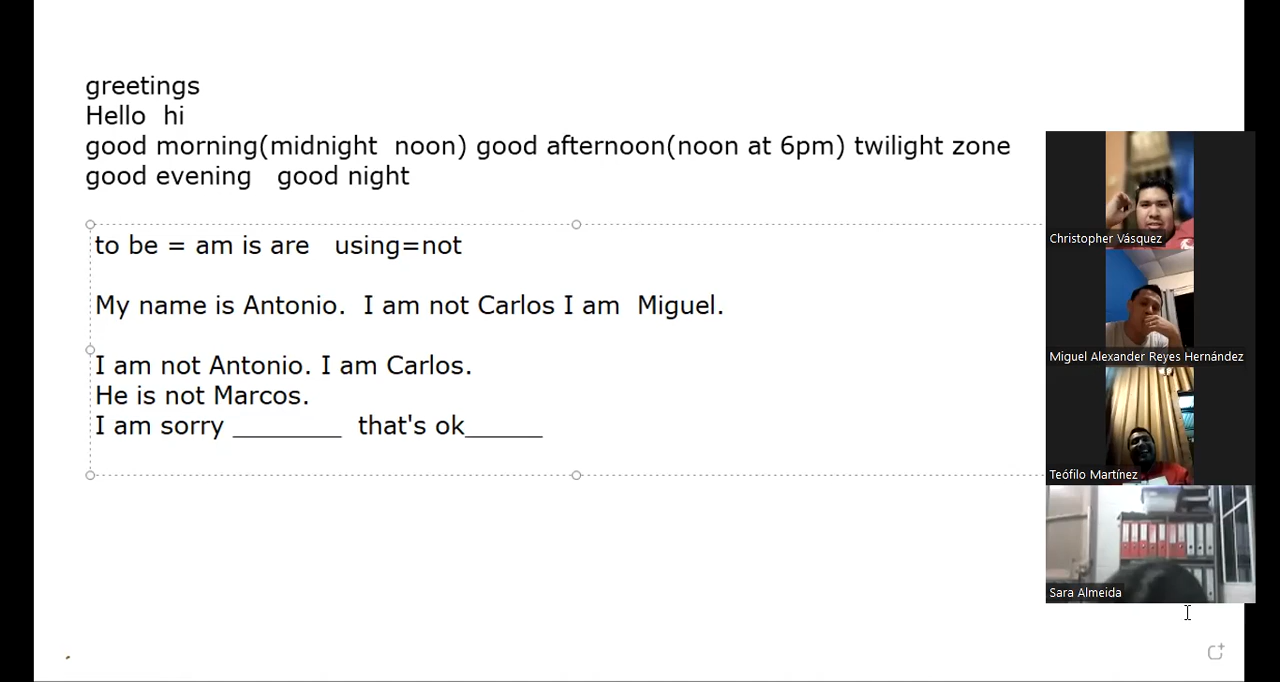 greetings
Hello  hi
good morning(midnight  noon) good afternoon(noon at 6pm) twilight zone
good evening   good night
to be = am is are   using=not
My name is Antonio.  I am not Carlos I am  Miguel.
I am not Antonio. I am Carlos.
He is not Marcos.
I am sorry ________  that's ok______
Christopher Vásquez
Miguel Alexander Reyes Hernández
Teófilo Martínez
Sara Almeida